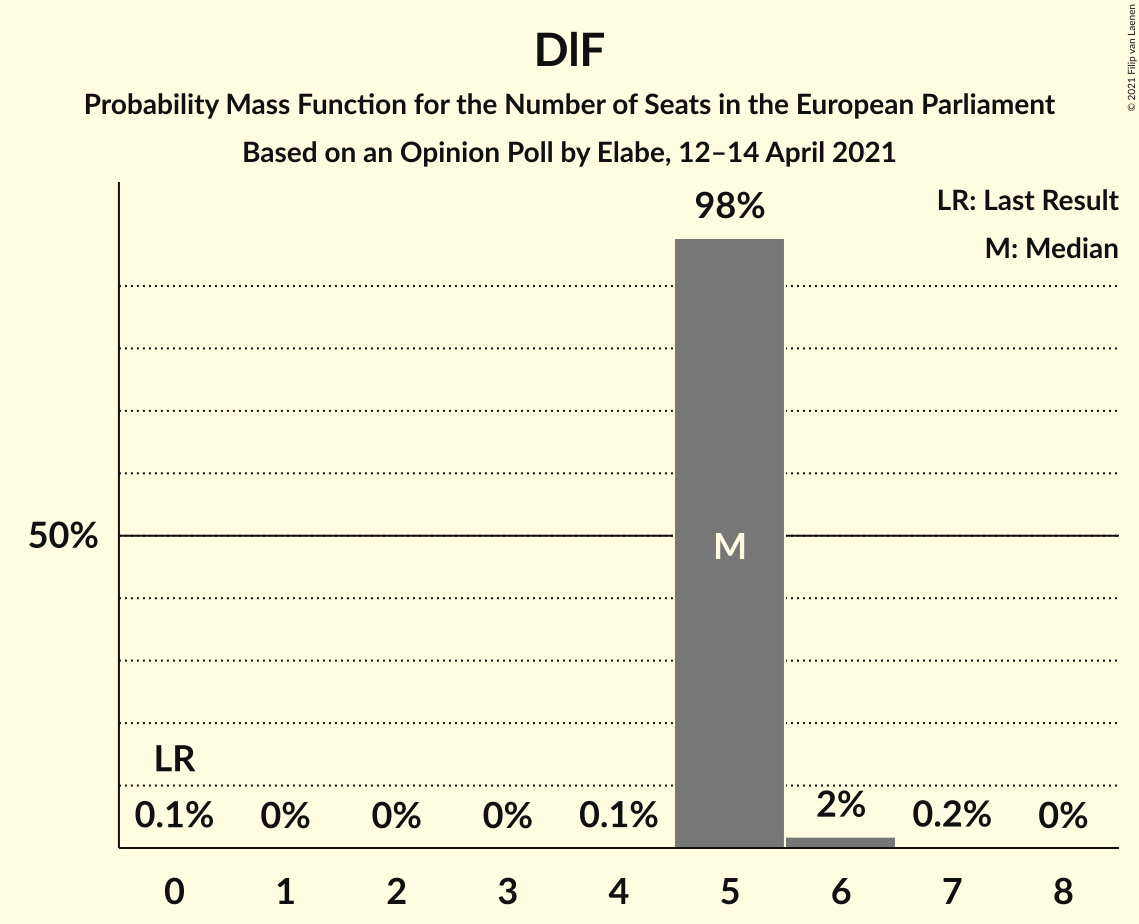 DlF
Probability Mass Function for the Number of Seats in the European Parliament
Based on an Opinion Poll by Elabe, 12–14 April 2021
© 2021 Filip van Laenen
LR: Last Result
M: Median
98%
50%
M
LR
0.1% 0% 0% 0% 0.1% 2% 0.2% 0%
0 1 2 3 4 5 6 7 8